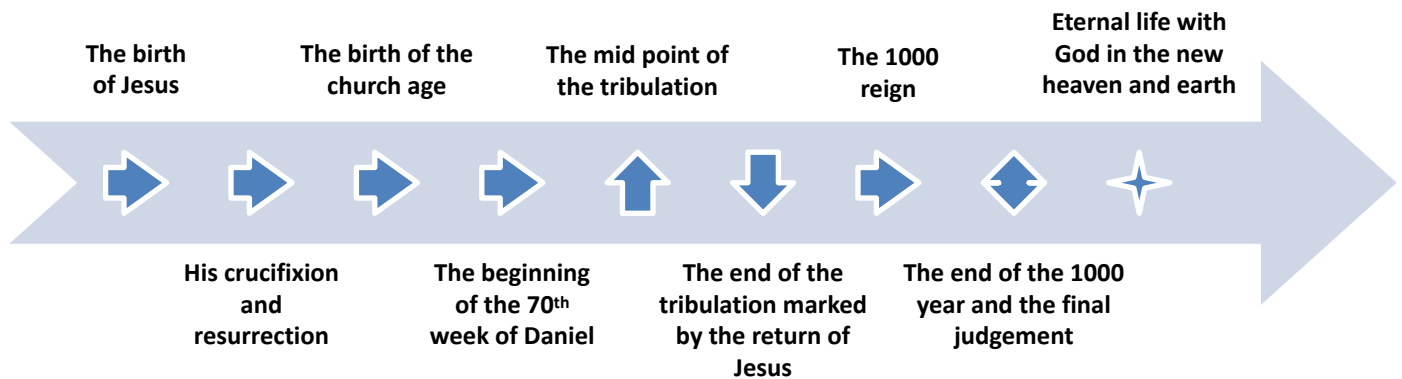 The birth
of Jesus
The birth of the
church age
The mid point of
the tribulation
The 1000
reign
Eternal life with
God in the new
heaven and earth
His crucifixion
and
resurrection
The beginning
of the 70th
week of Daniel
The end of the
tribulation marked
by the return of
Jesus
The end of the 1000
year and the final
judgement